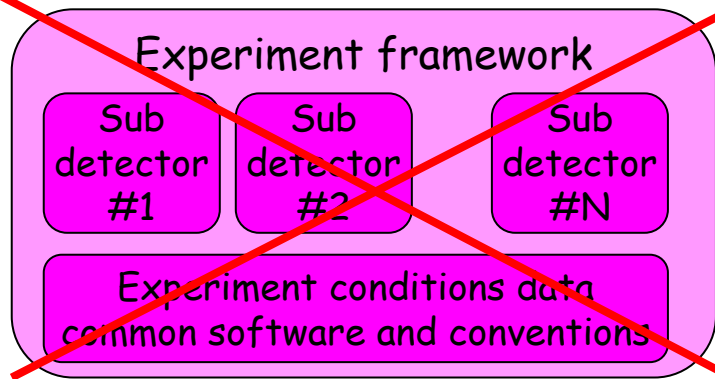 Experiment framework
Sub
detector
#1
Sub
detector
#2
Sub
detector
#N
Experiment conditions data
common software and conventions